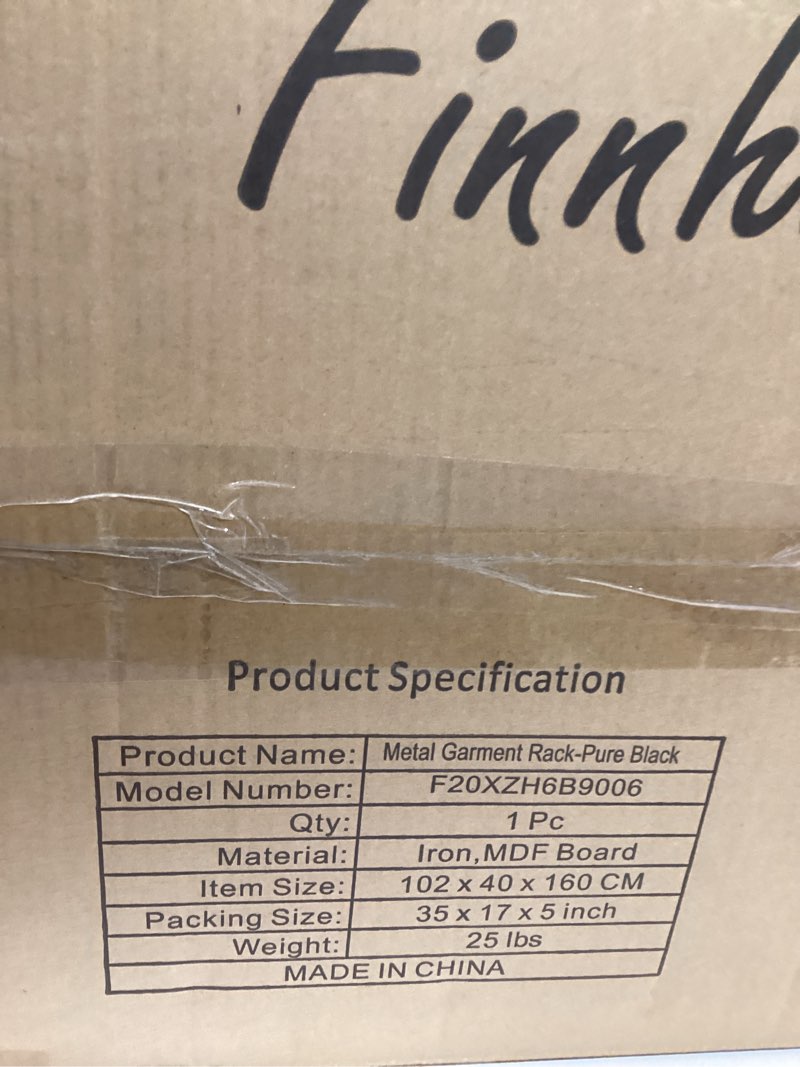 Finnh
Product Specification
Product Name: Metal Garment Rack-Pure Black
Model Number: F20XZH6B9006
Qty: 1 Pc
Material: Iron,MDF Board
Item Size: 102 x 40 x 160 CM
Packing Size: 35 x 17 x 5 inch
Weight: 25 lbs
MADE IN CHINA